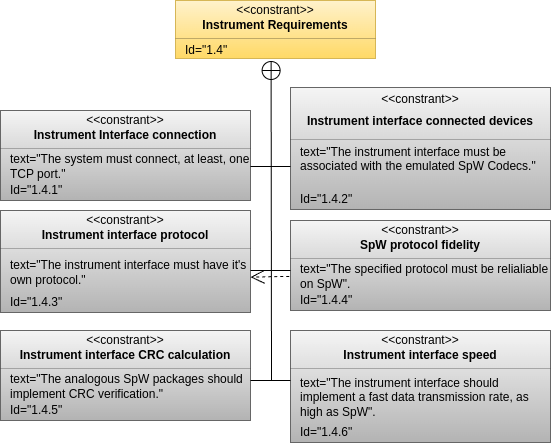 <<constrant>>
Instrument Requirements
Id="1.4"
<<constrant>>
Instrument Interface connection
text="The system must connect, at least, one
TCP port."
Id="1.4.1"
<<constrant>>
Instrument interface connected devices
text="The instrument interface must be
associated with the emulated SpW Codecs."
Id="1.4.2"
<<constrant>>
Instrument interface protocol
text="The instrument interface must have it's
own protocol."
Id="1.4.3"
<<constrant>>
SpW protocol fidelity
text="The specified protocol must be relialiable
on SpW".
Id="1.4.4"
<<constrant>>
Instrument interface CRC calculation
text="The analogous SpW packages should
implement CRC verification."
Id="1.4.5"
<<constrant>>
Instrument interface speed
text="The instrument interface should
implement a fast data transmission rate, as
high as SpW".
Id="1.4.6"